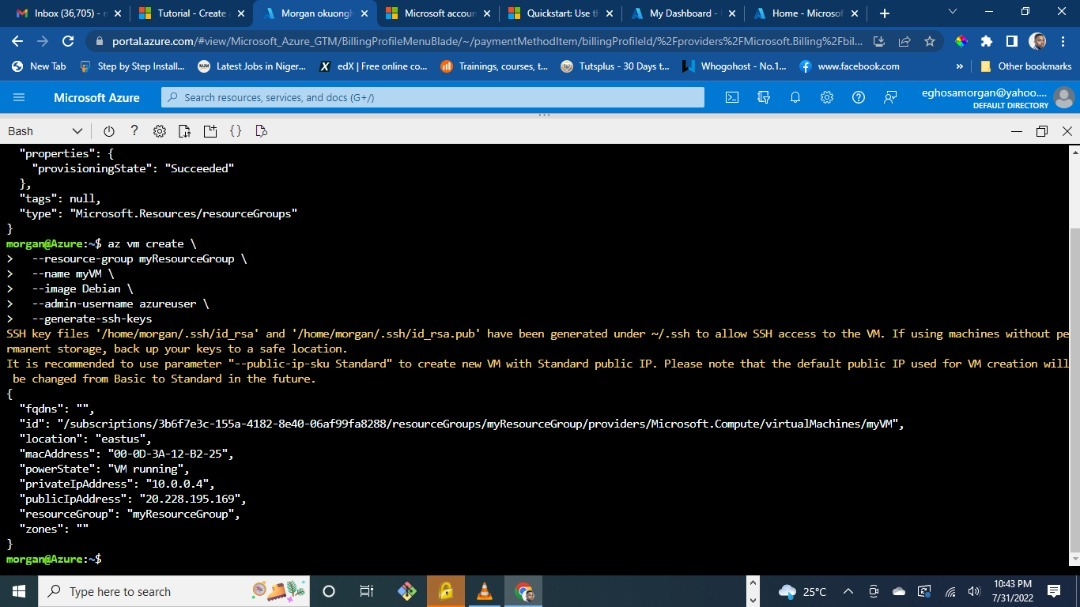 Inbox (36,705) -
Tutorial - Create
Morgan okuong
Microsoft accoun
Quickstart: Use t
My Dashboard -
Home - Microsof
portal.azure.com/#view/Microsoft_Azure_GTM/BillingProfileMenuBlade/~/paymentMethodItem/billingProfileId/%2Fproviders%2FMicrosoft.Billing%2Fbil...
New Tab
Step by Step Install...
Latest Jobs in Niger...
edX | Free online co...
Trainings, courses, t...
Tutsplus - 30 Days t...
Whogohost - No.1...
www.facebook.com
»
Other bookmarks
Microsoft Azure
Search resources, services, and docs (G+/)
eghosamorgan@yahoo....
DEFAULT DIRECTORY
Bash
"properties": {
"provisioningState": "Succeeded"
},
"tags": null,
"type": "Microsoft.Resources/resourceGroups"
}
morgan@Azure:~$ az vm create \
> --resource-group myResourceGroup \
> --name myVM \
> --image Debian \
> --admin-username azureuser \
> --generate-ssh-keys
SSH key files '/home/morgan/.ssh/id_rsa' and '/home/morgan/.ssh/id_rsa.pub' have been generated under ~/.ssh to allow SSH access to the VM. If using machines without pe
rmanent storage, back up your keys to a safe location.
It is recommended to use parameter "--public-ip-sku Standard" to create new VM with Standard public IP. Please note that the default public IP used for VM creation will
be changed from Basic to Standard in the future.
{
"fqdns": "",
"id": "/subscriptions/3b6f7e3c-155a-4182-8e40-06af99fa8288/resourceGroups/myResourceGroup/providers/Microsoft.Compute/virtualMachines/myVM",
"location": "eastus",
"macAddress": "00-0D-3A-12-B2-25",
"powerState": "VM running",
"privateIpAddress": "10.0.0.4",
"publicIpAddress": "20.228.195.169",
"resourceGroup": "myResourceGroup",
"zones": ""
}
morgan@Azure:~$
Type here to search
25°C
10:43 PM
7/31/2022